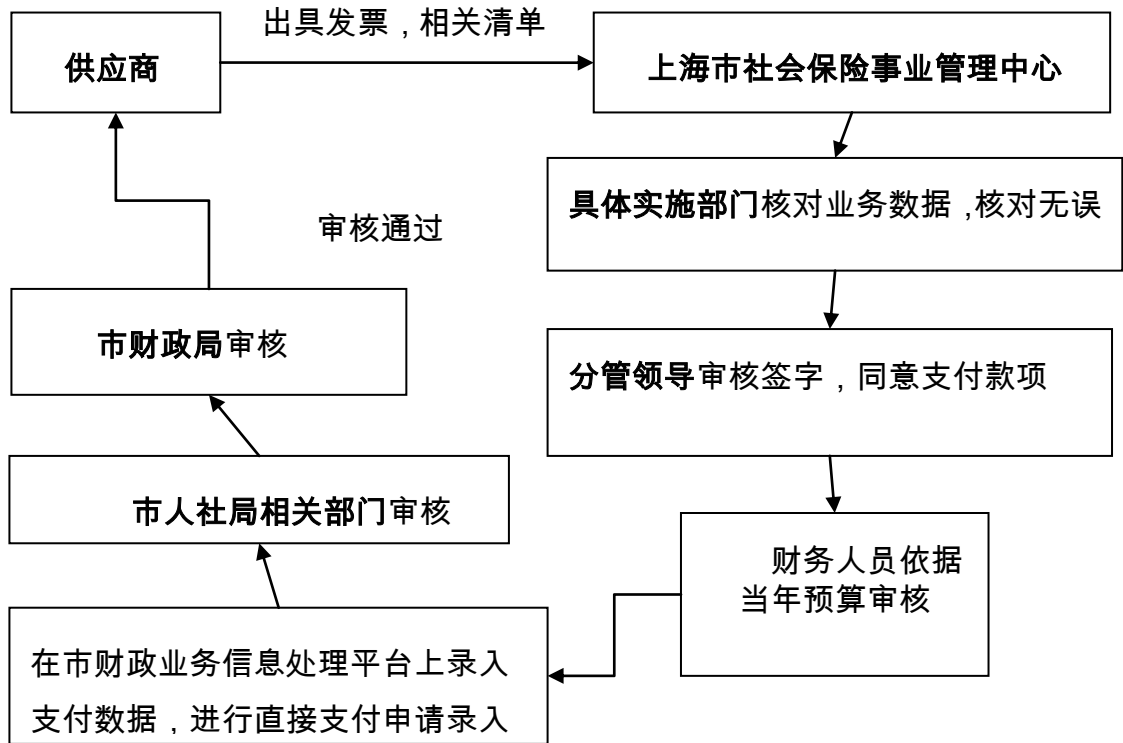 出具发票，相关清单
供应商
上海市社会保险事业管理中心
具体实施部门核对业务数据，核对无误
审核通过
市财政局审核
分管领导审核签字，同意支付款项
市人社局相关部门审核
财务人员依据
当年预算审核
在市财政业务信息处理平台上录入
支付数据，进行直接支付申请录入